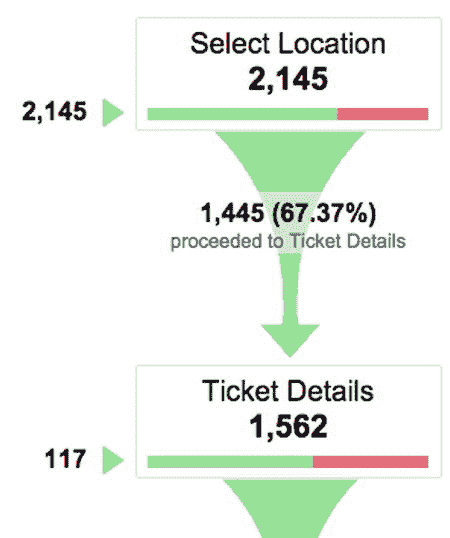 Select Location
2,145
2,145
1,445 (67.37%)
proceeded to Ticket Details
Ticket Details
1,562
117